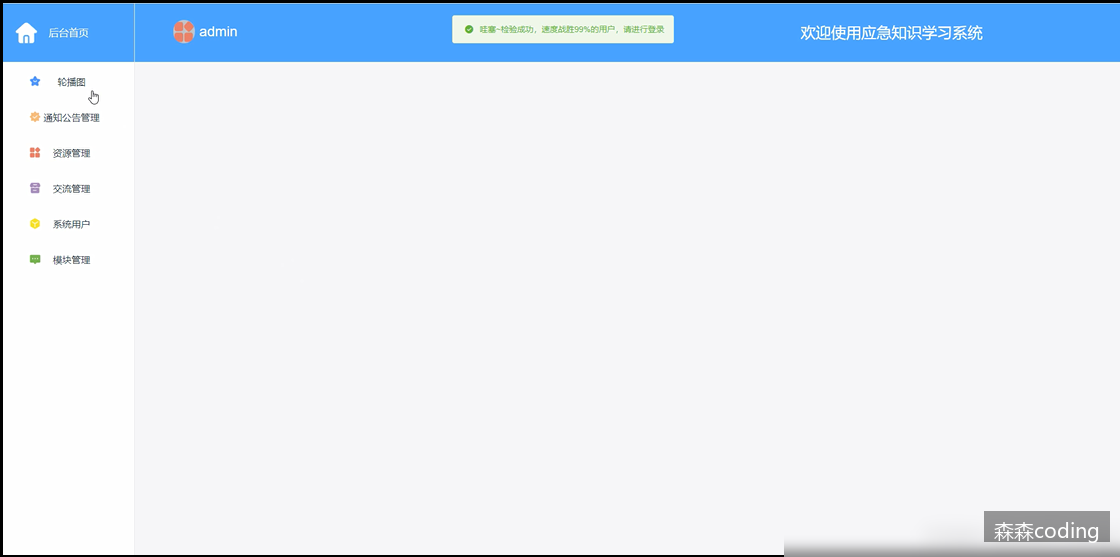 后台首页
admin
哇塞~检验成功，速度战胜99%的用户，请进行登录
欢迎使用应急知识学习系统
轮播图
通知公告管理
资源管理
交流管理
系统用户
模块管理
森森coding